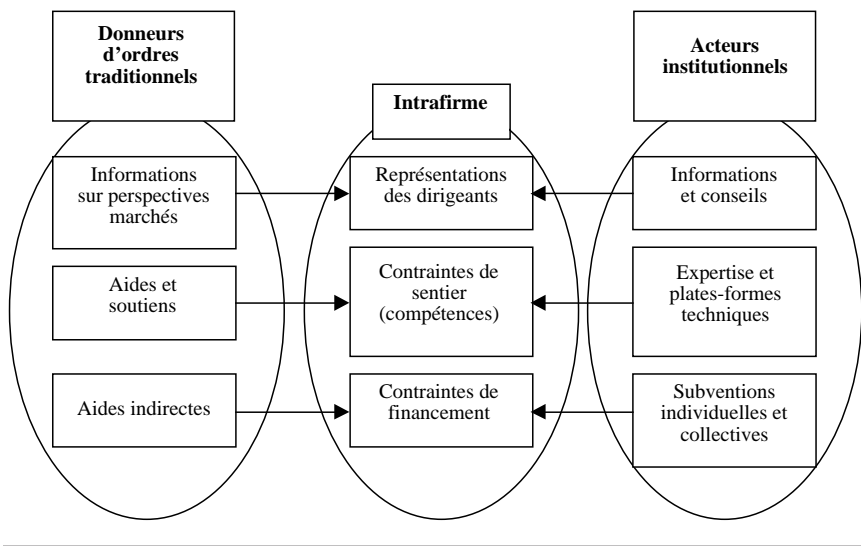 Donneurs
d’ordres
traditionnels
Informations
sur perspectives
marchés
Aides et
soutiens
Aides indirectes
Intrafirme
Représentations
des dirigeants
Contraintes de
sentier
(compétences)
Contraintes de
financement
Acteurs
institutionnels
Informations
et conseils
Expertise et
plates-formes
techniques
Subventions
individuelles et
collectives